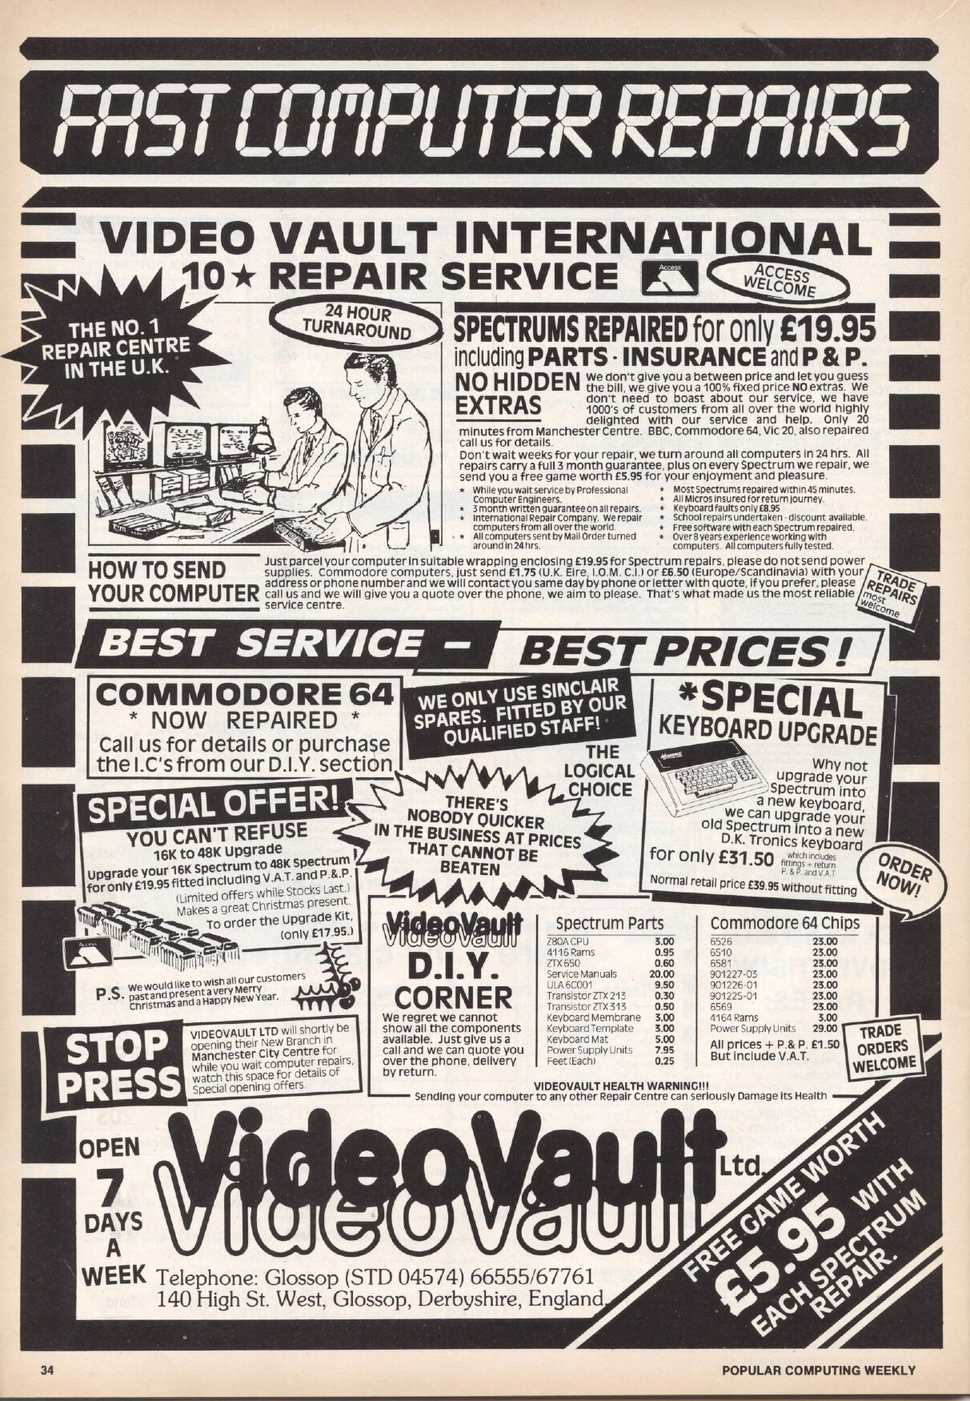 FAST COMPUTER REPAIRS
VIDEO VAULT INTERNATIONAL
10★ REPAIR SERVICE
Access
ACCESS
WELCOME
THE NO. 1
REPAIR CENTRE
IN THE U.K.
24 HOUR
TURNAROUND
SPECTRUMS REPAIRED for only £19.95
including PARTS · INSURANCE and P & P.
NO HIDDEN
EXTRAS
We don't give you a between price and let you guess
the bill, we give you a 100% fixed price NO extras. We
don't need to boast about our service, we have
1000's of customers from all over the world highly
delighted with our service and help. Only 20
minutes from Manchester Centre. BBC, Commodore 64, Vic 20, also repaired
call us for details.
Don't wait weeks for your repair, we turn around all computers in 24 hrs. All
repairs carry a full 3 month guarantee, plus on every Spectrum we repair, we
send you a free game worth £5.95 for your enjoyment and pleasure.
* While you wait service by Professional
Computer Engineers.
* 3 month written guarantee on all repairs.
* International Repair Company. We repair
computers from all over the world.
* All computers sent by Mail Order turned
around in 24 hrs.
* Most Spectrums repaired within 45 minutes.
* All Micros insured for return journey.
* Keyboard faults only £8.95
* School repairs undertaken - discount available.
* Free software with each Spectrum repaired.
* Over 8 years experience working with
computers. All computers fully tested.
HOW TO SEND
YOUR COMPUTER
Just parcel your computer in suitable wrapping enclosing £19.95 for Spectrum repairs, please do not send power
supplies. Commodore computers, just send £1.75 (U.K. Eire, I.O.M. C.I.) or £6.50 (Europe/Scandinavia) with your
address or phone number and we will contact you same day by phone or letter with quote, if you prefer, please
call us and we will give you a quote over the phone, we aim to please. That's what made us the most reliable
service centre.
TRADE
REPAIRS
most
welcome
BEST SERVICE –
BEST PRICES!
COMMODORE 64
* NOW REPAIRED *
Call us for details or purchase
the I.C's from our D.I.Y. section
WE ONLY USE SINCLAIR
SPARES. FITTED BY OUR
QUALIFIED STAFF!
THE
LOGICAL
CHOICE
*SPECIAL
KEYBOARD UPGRADE
Why not
upgrade your
Spectrum into
a new keyboard,
we can upgrade your
old Spectrum into a new
D.K. Tronics keyboard
for only £31.50
which includes
fittings + return
P. & P. and V.A.T
Normal retail price £39.95 without fitting
ORDER
NOW!
SPECIAL OFFER!
YOU CAN'T REFUSE
16K to 48K Upgrade
Upgrade your 16K Spectrum to 48K Spectrum
for only £19.95 fitted including V.A.T. and P.&.P.
(Limited offers while Stocks Last.)
Makes a great Christmas present.
To order the Upgrade Kit,
(only £17.95.)
Access
THERE'S
NOBODY QUICKER
IN THE BUSINESS AT PRICES
THAT CANNOT BE
BEATEN
P.S. We would like to wish all our customers
past and present a very Merry
Christmas and a Happy New Year.
VideoVault
VideoVault
D.I.Y.
CORNER
We regret we cannot
show all the components
available. Just give us a
call and we can quote you
over the phone, delivery
by return.
Spectrum Parts
Z80A CPU 3.00
4116 Rams 0.95
ZTX 650 0.60
Service Manuals 20.00
ULA 6C001 9.50
Transistor ZTX 213 0.30
Transistor ZTX 313 0.50
Keyboard Membrane 3.00
Keyboard Template 3.00
Keyboard Mat 5.00
Power Supply Units 7.95
Feet (Each) 0.25
Commodore 64 Chips
6526 23.00
6510 23.00
6581 23.00
901227-03 23.00
901226-01 23.00
901225-01 23.00
6569 23.00
4164 Rams 3.00
Power Supply Units 29.00
All prices + P. & P. £1.50
But include V.A.T.
TRADE
ORDERS
WELCOME
STOP
PRESS
VIDEOVAULT LTD will shortly be
opening their New Branch in
Manchester City Centre for
while you wait computer repairs,
watch this space for details of
Special opening offers.
VIDEOVAULT HEALTH WARNING!!!
Sending your computer to any other Repair Centre can seriously Damage its Health
OPEN
7
DAYS
A
WEEK
VideoVault Ltd.
VideoVault
Telephone: Glossop (STD 04574) 66555/67761
140 High St. West, Glossop, Derbyshire, England.
FREE GAME WORTH
£5.95 WITH
EACH SPECTRUM
REPAIR.
34
POPULAR COMPUTING WEEKLY